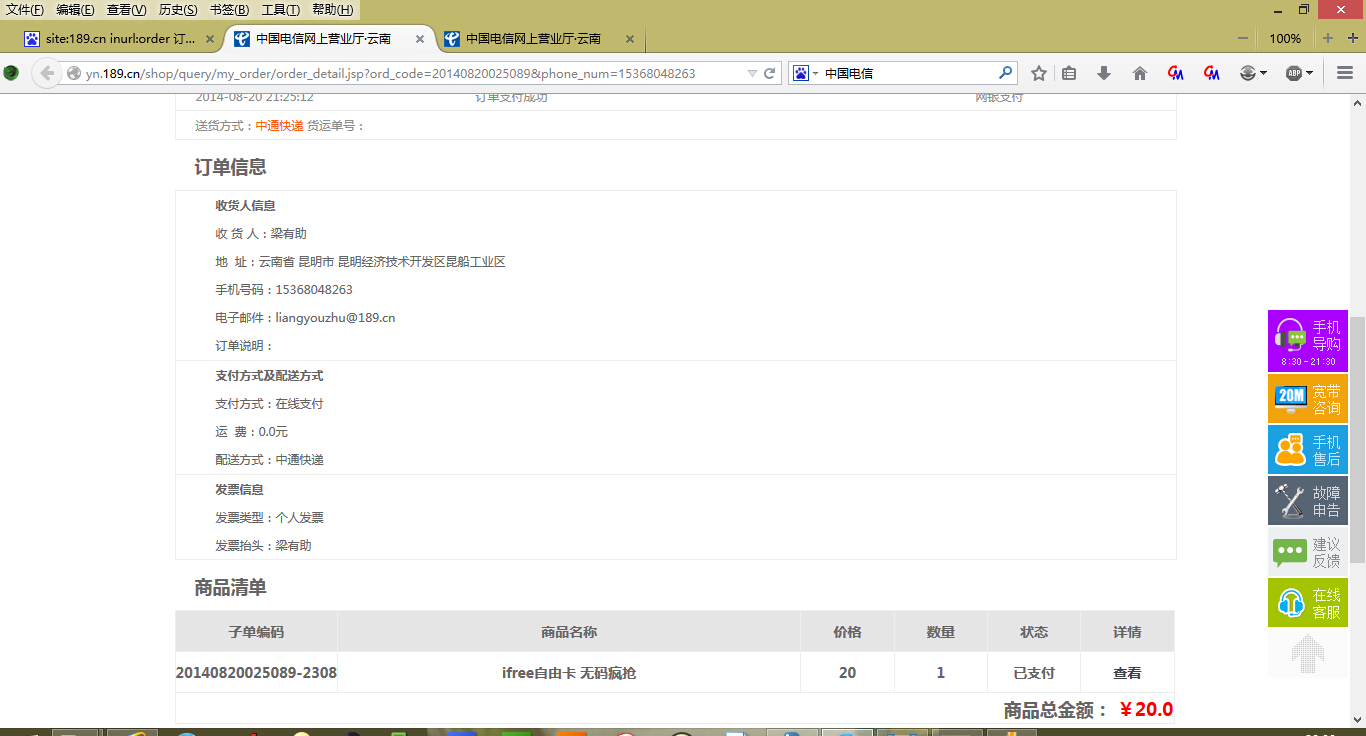 文件(F) 编辑(E) 查看(V) 历史(S) 书签(B) 工具(T) 帮助(H)
site:189.cn inurl:order 订... × 中国电信网上营业厅·云南 × 中国电信网上营业厅·云南 × 100%
yn.189.cn/shop/query/my_order/order_detail.jsp?ord_code=20140820025089&phone_num=15368048263 中国电信 ABP
2014-08-20 21:25:12 订单支付成功 网银支付
送货方式：中通快递 货运单号：
订单信息
收货人信息
收 货 人：梁有助
地 址：云南省 昆明市 昆明经济技术开发区昆船工业区
手机号码：15368048263
电子邮件：liangyouzhu@189.cn
订单说明：
支付方式及配送方式
支付方式：在线支付
运 费：0.0元
配送方式：中通快递
发票信息
发票类型：个人发票
发票抬头：梁有助
商品清单
子单编码 商品名称 价格 数量 状态 详情
20140820025089-2308 ifree自由卡 无码疯抢 20 1 已支付 查看
商品总金额： ￥20.0
手机
导购
8:30-21:30
20M
宽带
咨询
手机
售后
故障
申告
建议
反馈
在线
客服